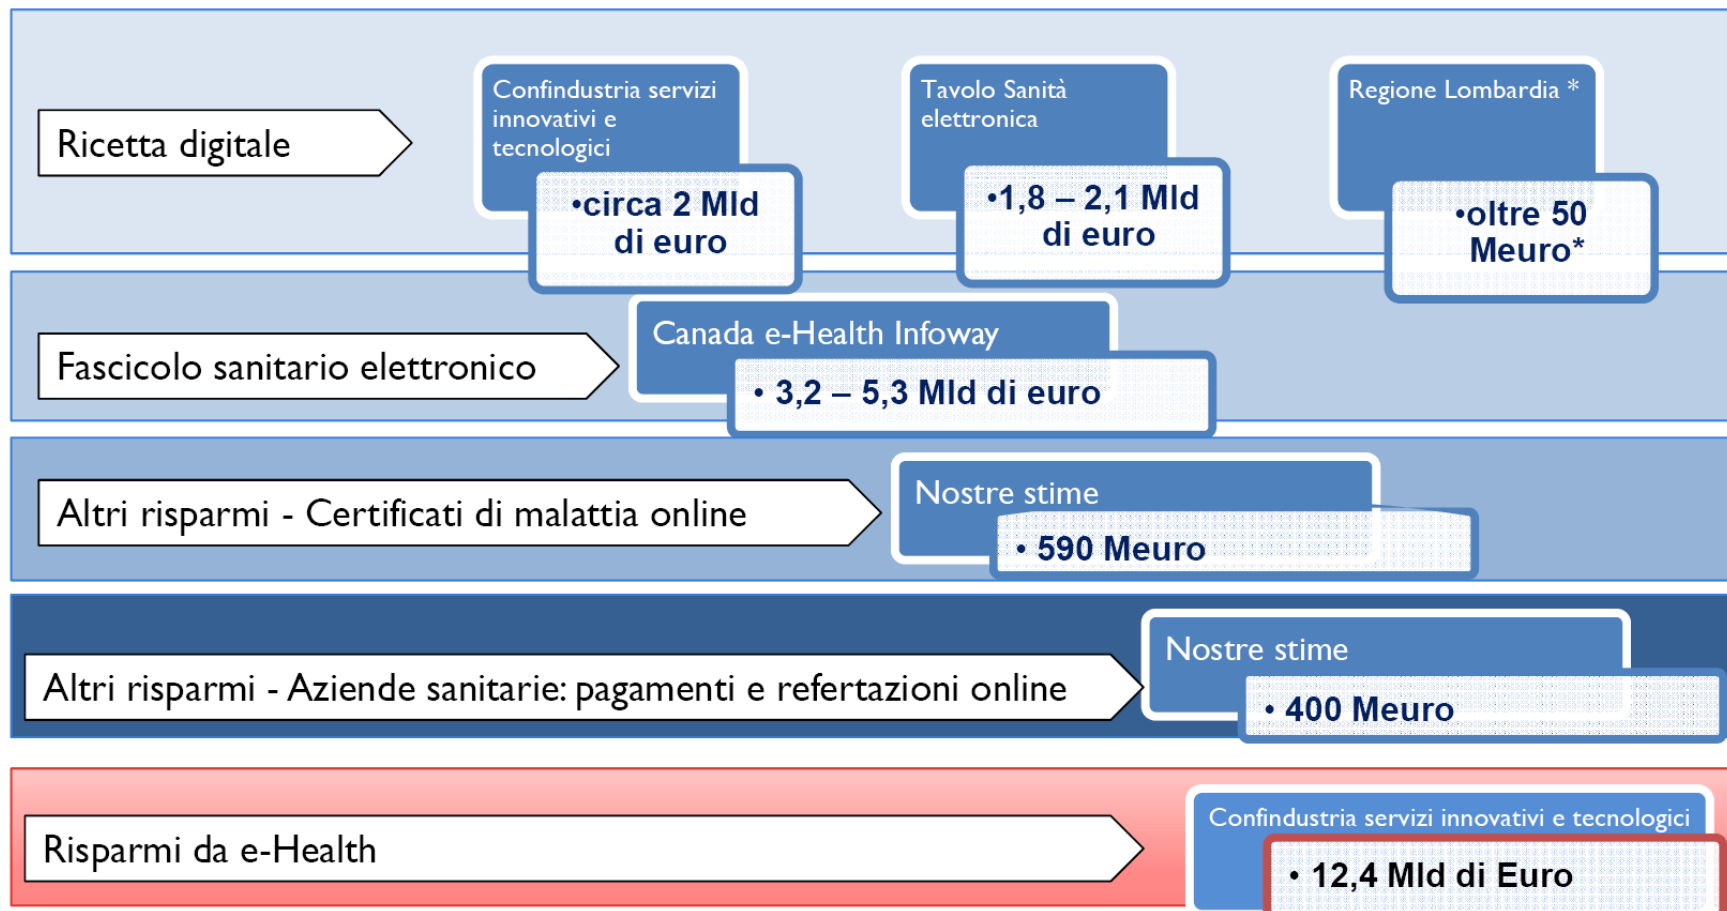 Ricetta digitale
Confindustria servizi
innovativi e
tecnologici
•circa 2 Mld
di euro
Tavolo Sanità
elettronica
•1,8 – 2,1 Mld
di euro
Regione Lombardia *
•oltre 50
Meuro*
Fascicolo sanitario elettronico
Canada e-Health Infoway
• 3,2 – 5,3 Mld di euro
Altri risparmi - Certificati di malattia online
Nostre stime
• 590 Meuro
Altri risparmi - Aziende sanitarie: pagamenti e refertazioni online
Nostre stime
• 400 Meuro
Risparmi da e-Health
Confindustria servizi innovativi e tecnologici
• 12,4 Mld di Euro